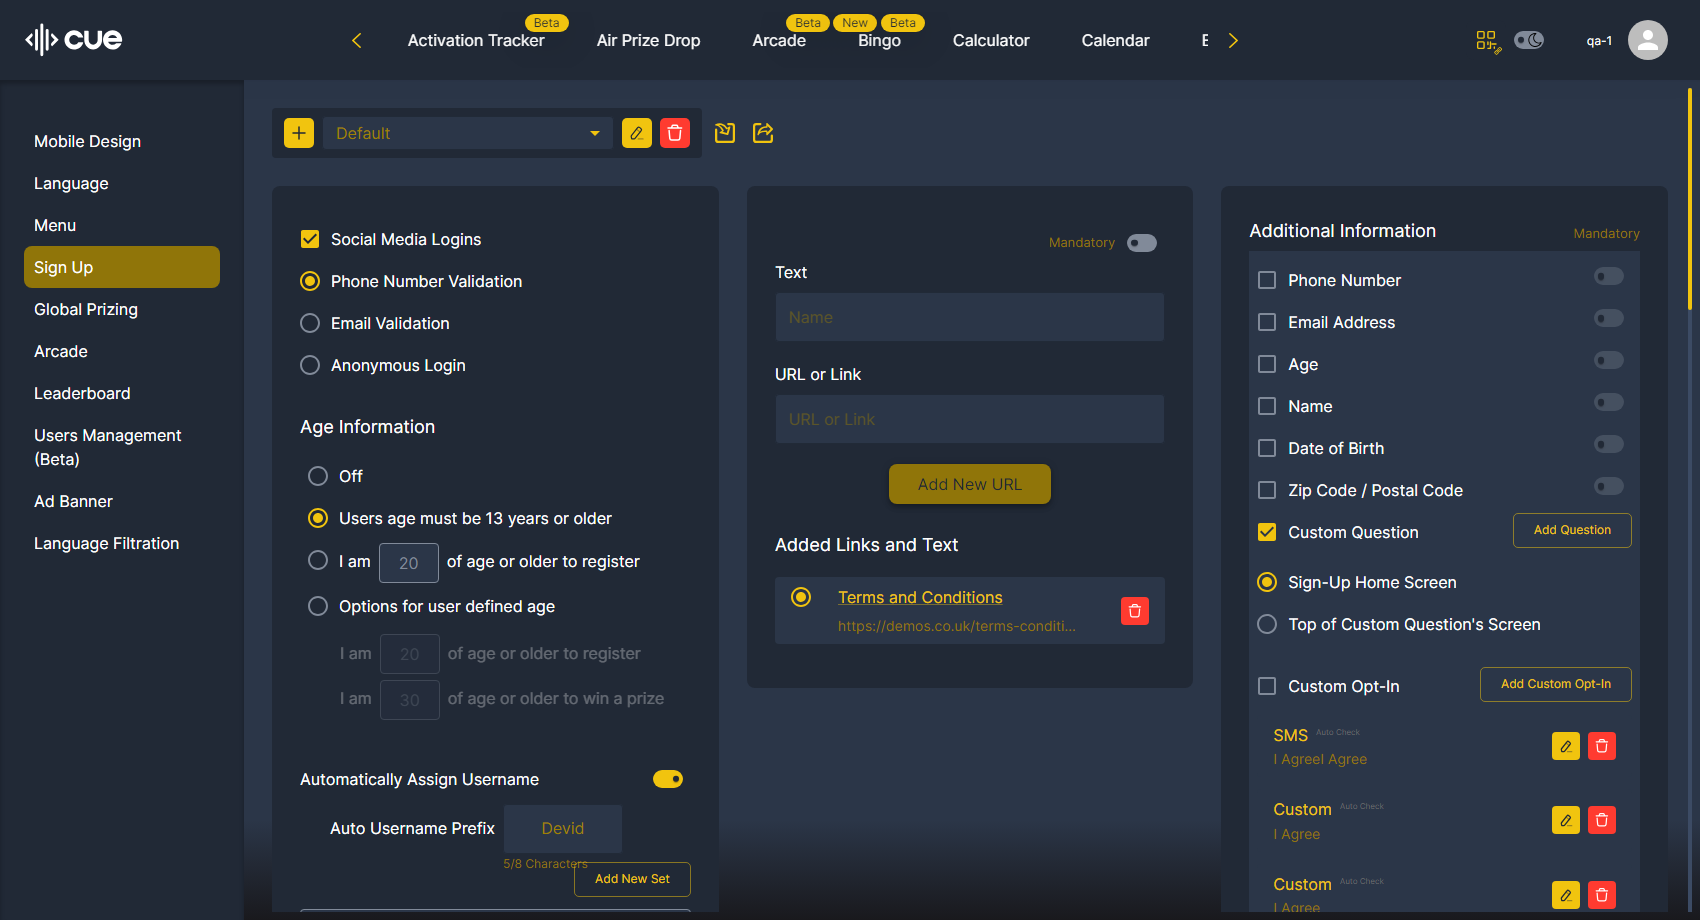 cue
Activation Tracker
Beta
Air Prize Drop
Arcade
Beta
Bingo
New
Beta
Calculator
Calendar
qa-1
Mobile Design
Language
Menu
Sign Up
Global Prizing
Arcade
Leaderboard
Users Management
(Beta)
Ad Banner
Language Filtration
Default
Social Media Logins
Phone Number Validation
Email Validation
Anonymous Login
Age Information
Off
Users age must be 13 years or older
I am 20 of age or older to register
Options for user defined age
I am 20 of age or older to register
I am 30 of age or older to win a prize
Automatically Assign Username
Auto Username Prefix Devid
5/8 Characters
Add New Set
Mandatory
Text
Name
URL or Link
URL or Link
Add New URL
Added Links and Text
Terms and Conditions
https://demos.co.uk/terms-conditi...
Additional Information Mandatory
Phone Number
Email Address
Age
Name
Date of Birth
Zip Code / Postal Code
Custom Question Add Question
Sign-Up Home Screen
Top of Custom Question's Screen
Custom Opt-In Add Custom Opt-In
SMS Auto Check
I AgreeI Agree
Custom Auto Check
I Agree
Custom Auto Check
I Agree